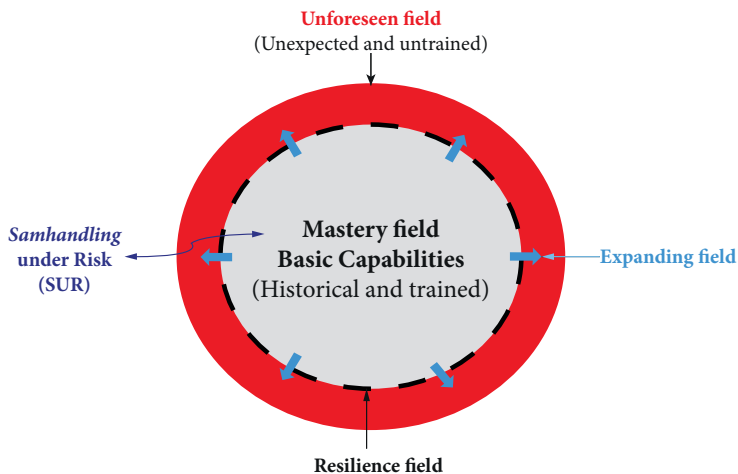 Unforeseen field
(Unexpected and untrained)
Samhandling
under Risk
(SUR)
Mastery field
Basic Capabilities
(Historical and trained)
Expanding field
Resilience field